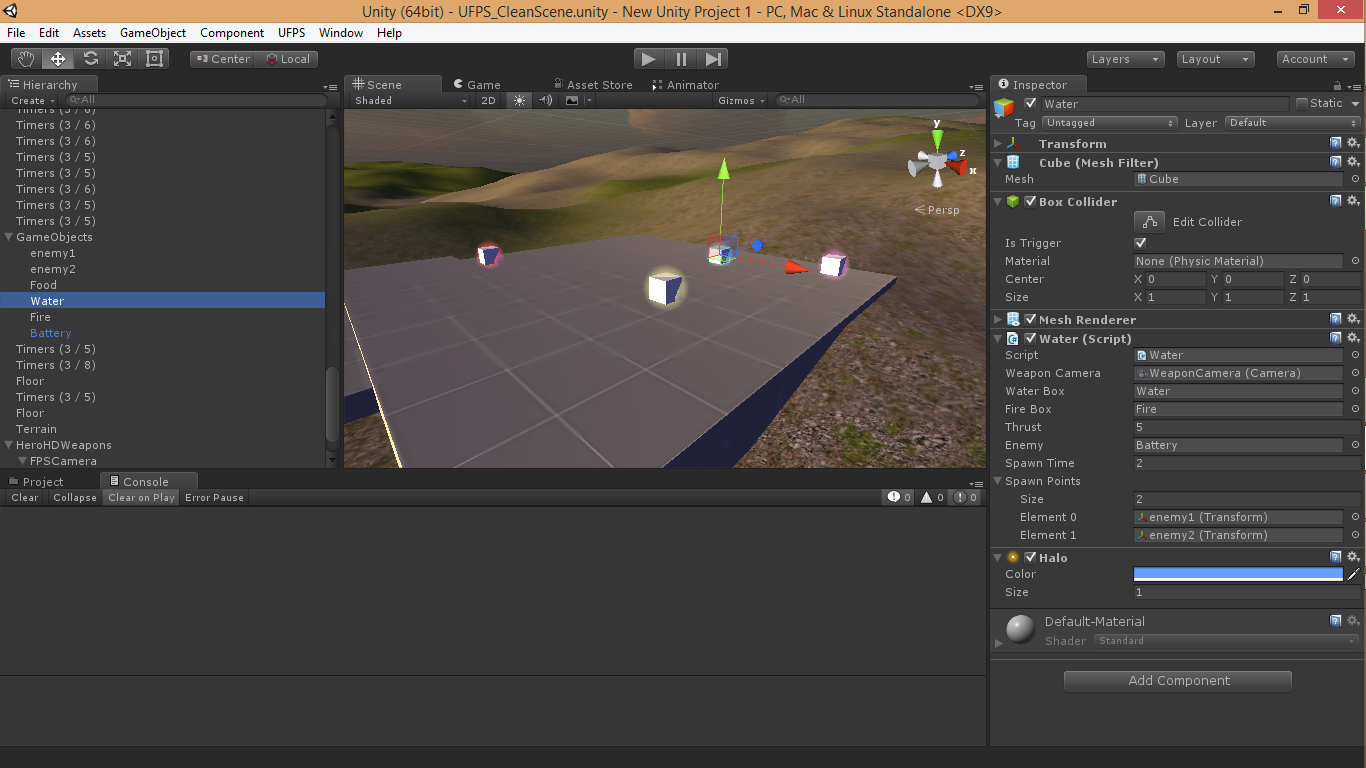 Unity (64bit) - UFPS_CleanScene.unity - New Unity Project 1 - PC, Mac & Linux Standalone <DX9>
File Edit Assets GameObject Component UFPS Window Help
Center Local Layers Layout Account
Hierarchy
Create All
Timers (3 / 6)
Timers (3 / 6)
Timers (3 / 6)
Timers (3 / 5)
Timers (3 / 5)
Timers (3 / 6)
Timers (3 / 5)
Timers (3 / 5)
GameObjects
enemy1
enemy2
Food
Water
Fire
Battery
Timers (3 / 5)
Timers (3 / 8)
Floor
Timers (3 / 5)
Floor
Terrain
HeroHDWeapons
FPSCamera
Scene Game Asset Store Animator
Shaded 2D Gizmos All
y
z
x
Persp
Project Console
Clear Collapse Clear on Play Error Pause 0 0 0
Inspector
Water Static
Tag Untagged Layer Default
Transform
Cube (Mesh Filter)
Mesh Cube
Box Collider
Edit Collider
Is Trigger
Material None (Physic Material)
Center X 0 Y 0 Z 0
Size X 1 Y 1 Z 1
Mesh Renderer
Water (Script)
Script Water
Weapon Camera WeaponCamera (Camera)
Water Box Water
Fire Box Fire
Thrust 5
Enemy Battery
Spawn Time 2
Spawn Points
Size 2
Element 0 enemy1 (Transform)
Element 1 enemy2 (Transform)
Halo
Color
Size 1
Default-Material
Shader Standard
Add Component